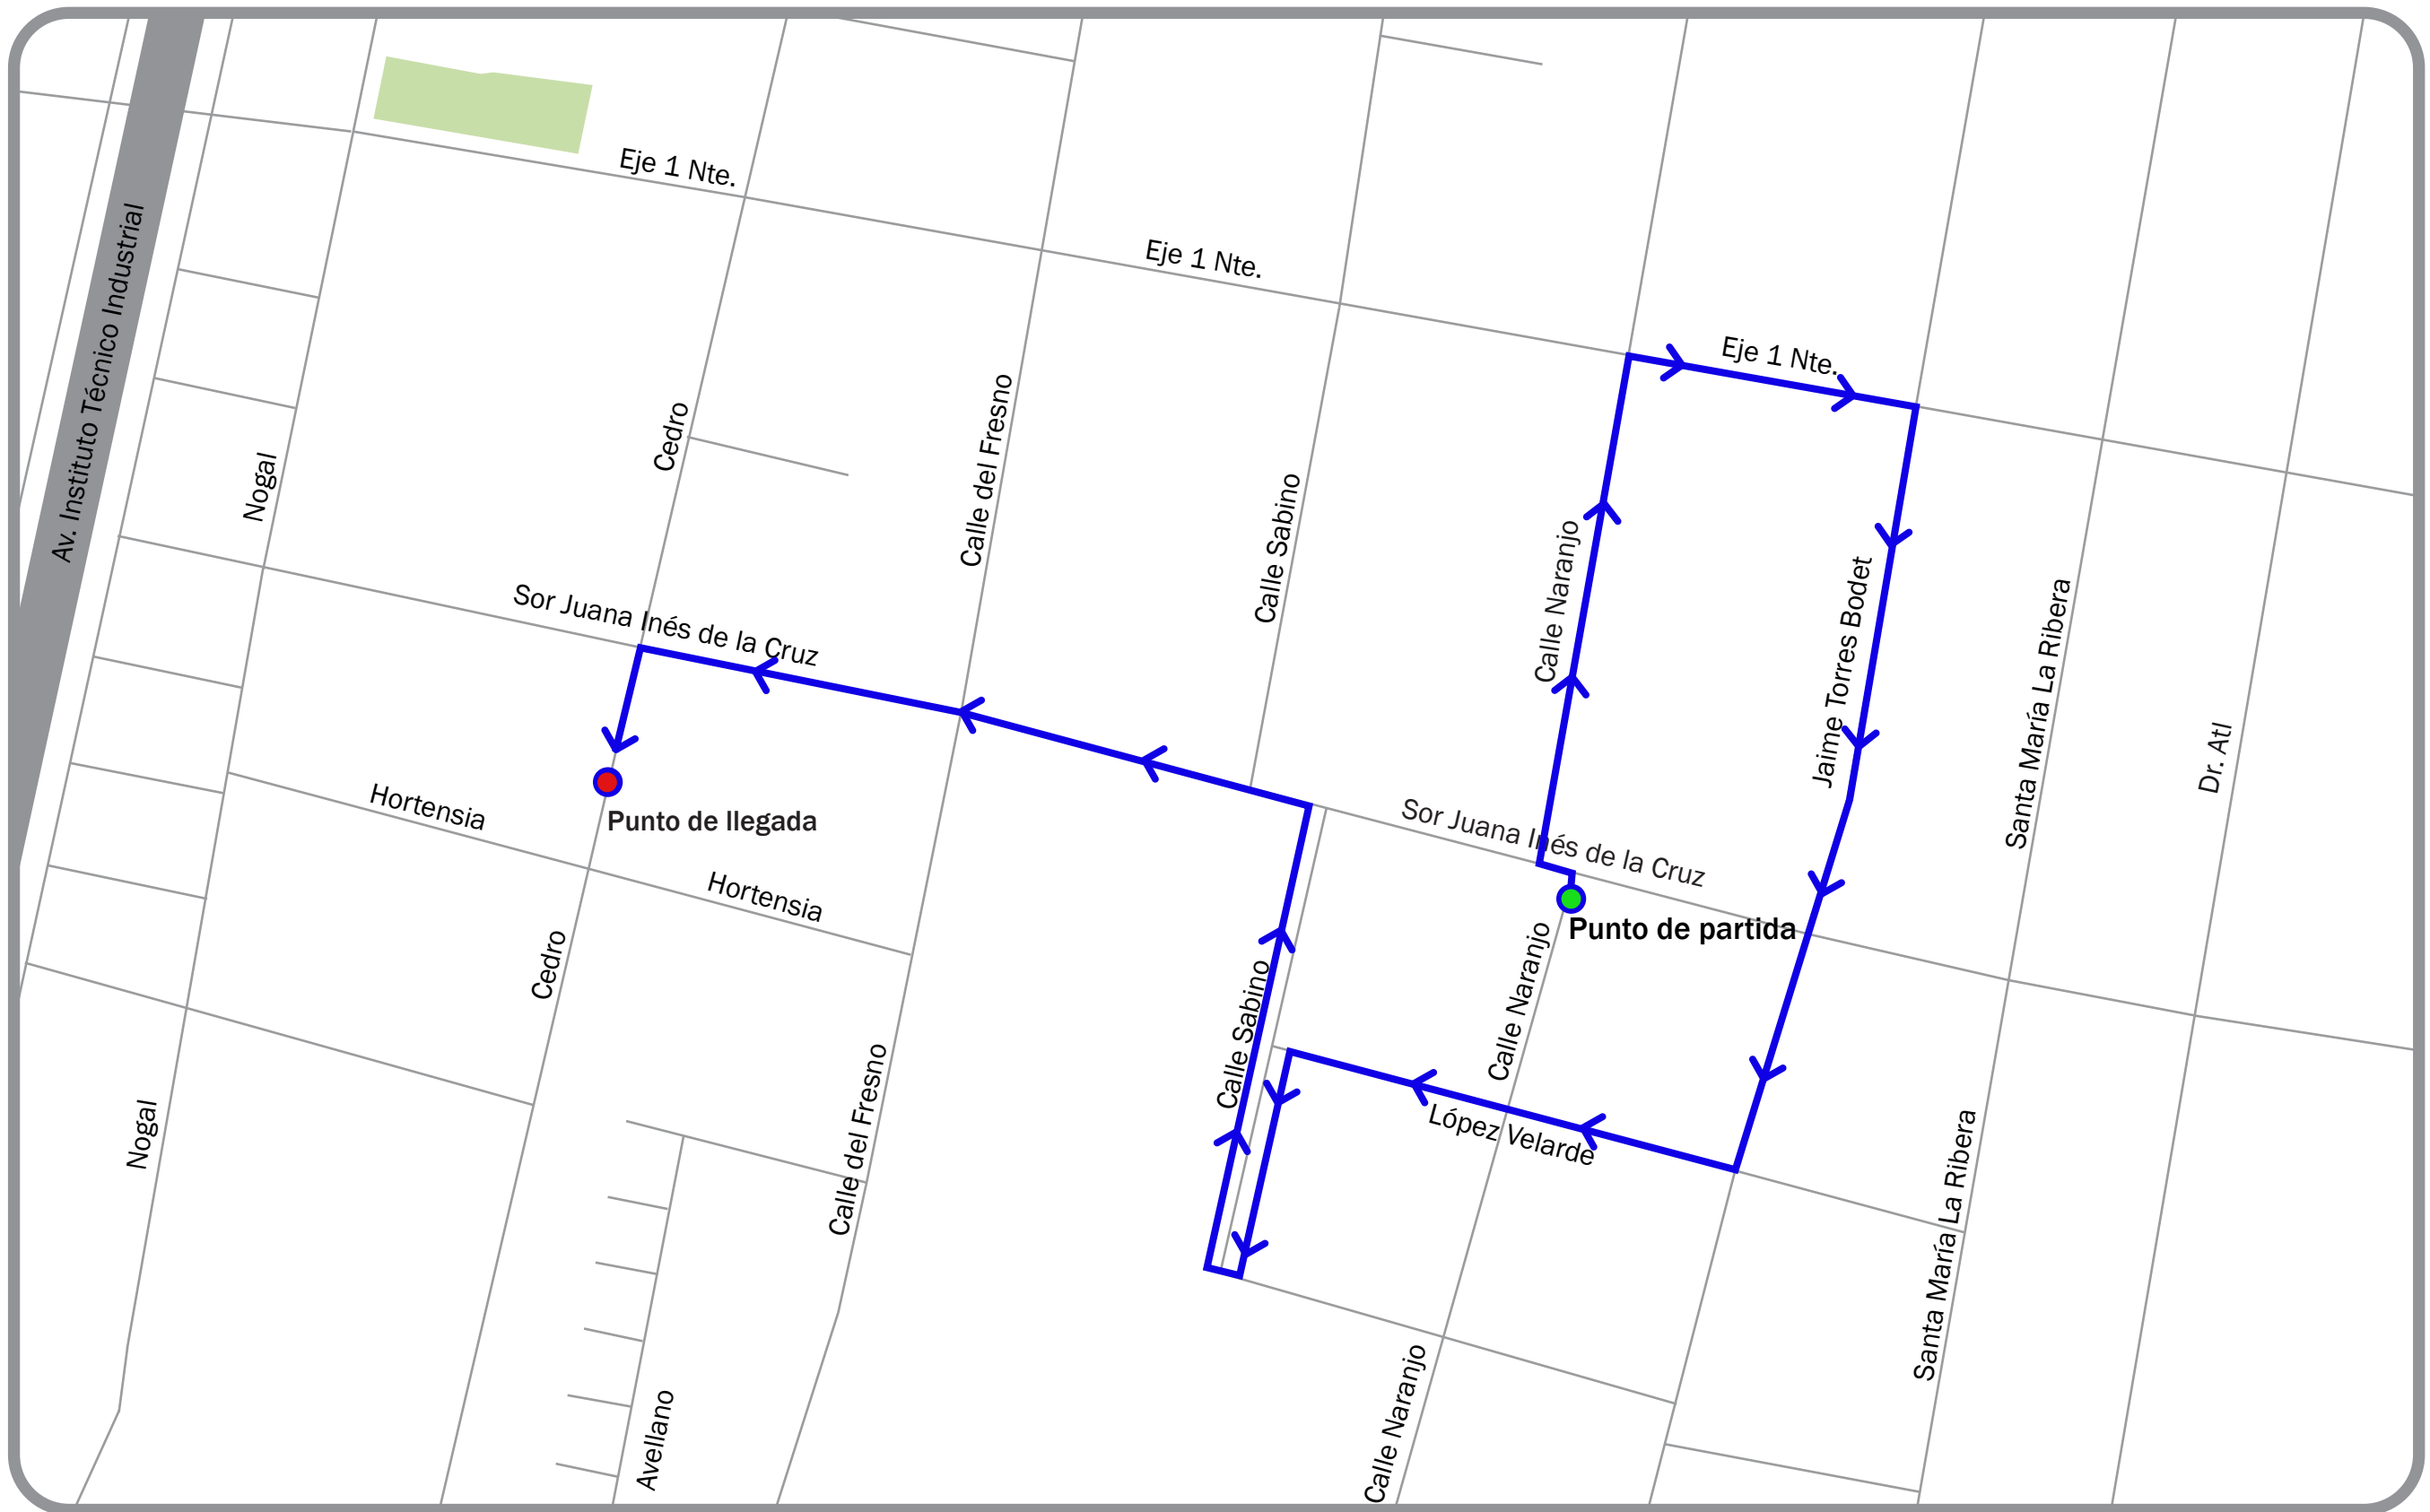 Eje 1 Nte.
Eje 1 Nte.
Eje 1 Nte.
Av. Instituto Técnico Industrial
Nogal
Cedro
Calle del Fresno
Calle Sabino
Calle Naranjo
Jaime Torres Bodet
Santa María La Ribera
Dr. Atl
Sor Juana Inés de la Cruz
Sor Juana Inés de la Cruz
Hortensia
Punto de llegada
Hortensia
Punto de partida
Cedro
Calle Sabino
Calle Naranjo
López Velarde
Nogal
Calle del Fresno
Santa María La Ribera
Avellano
Calle Naranjo